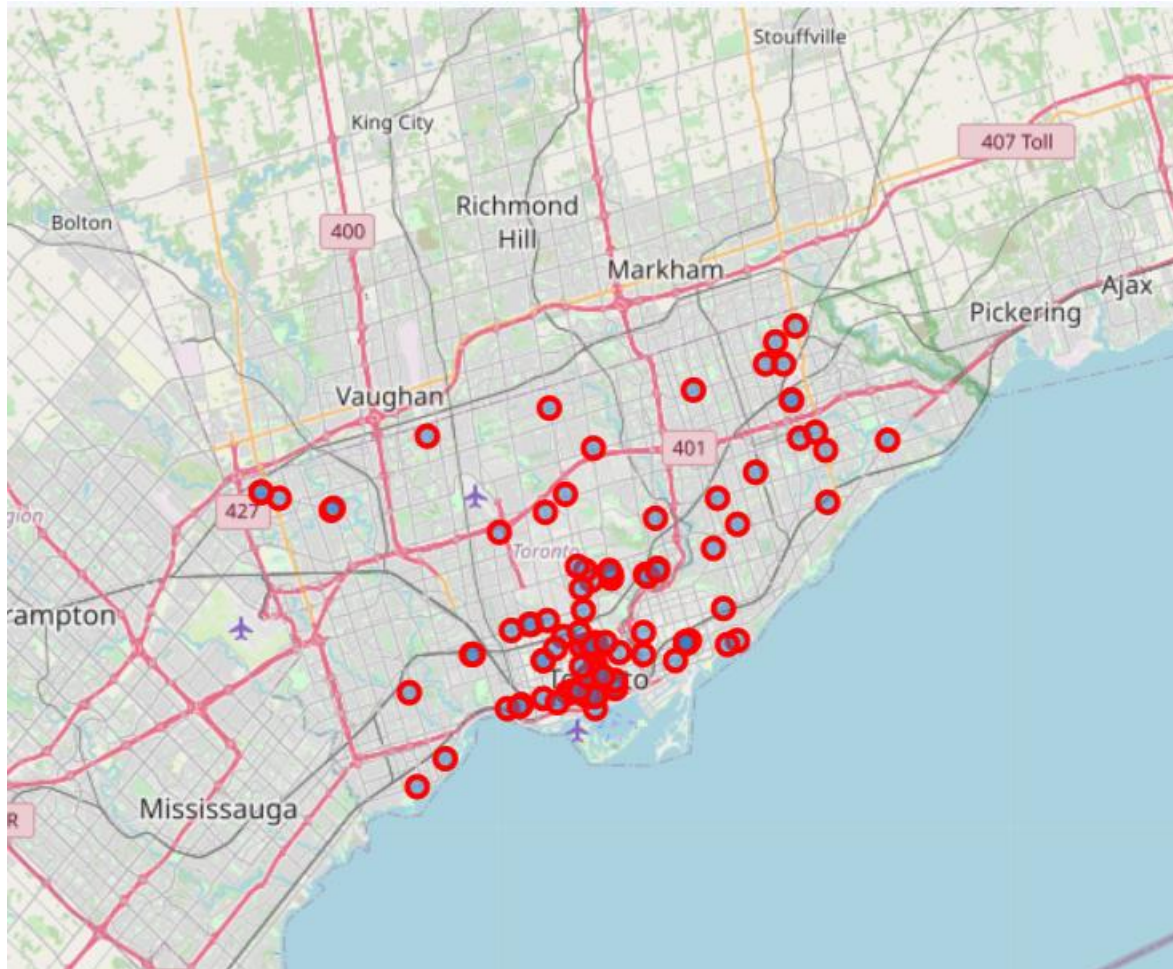 Stouffville
King City
407 Toll
Richmond
Hill
Bolton
400
Markham
Ajax
Pickering
Vaughan
401
427
Toronto
rampton
Mississauga
R